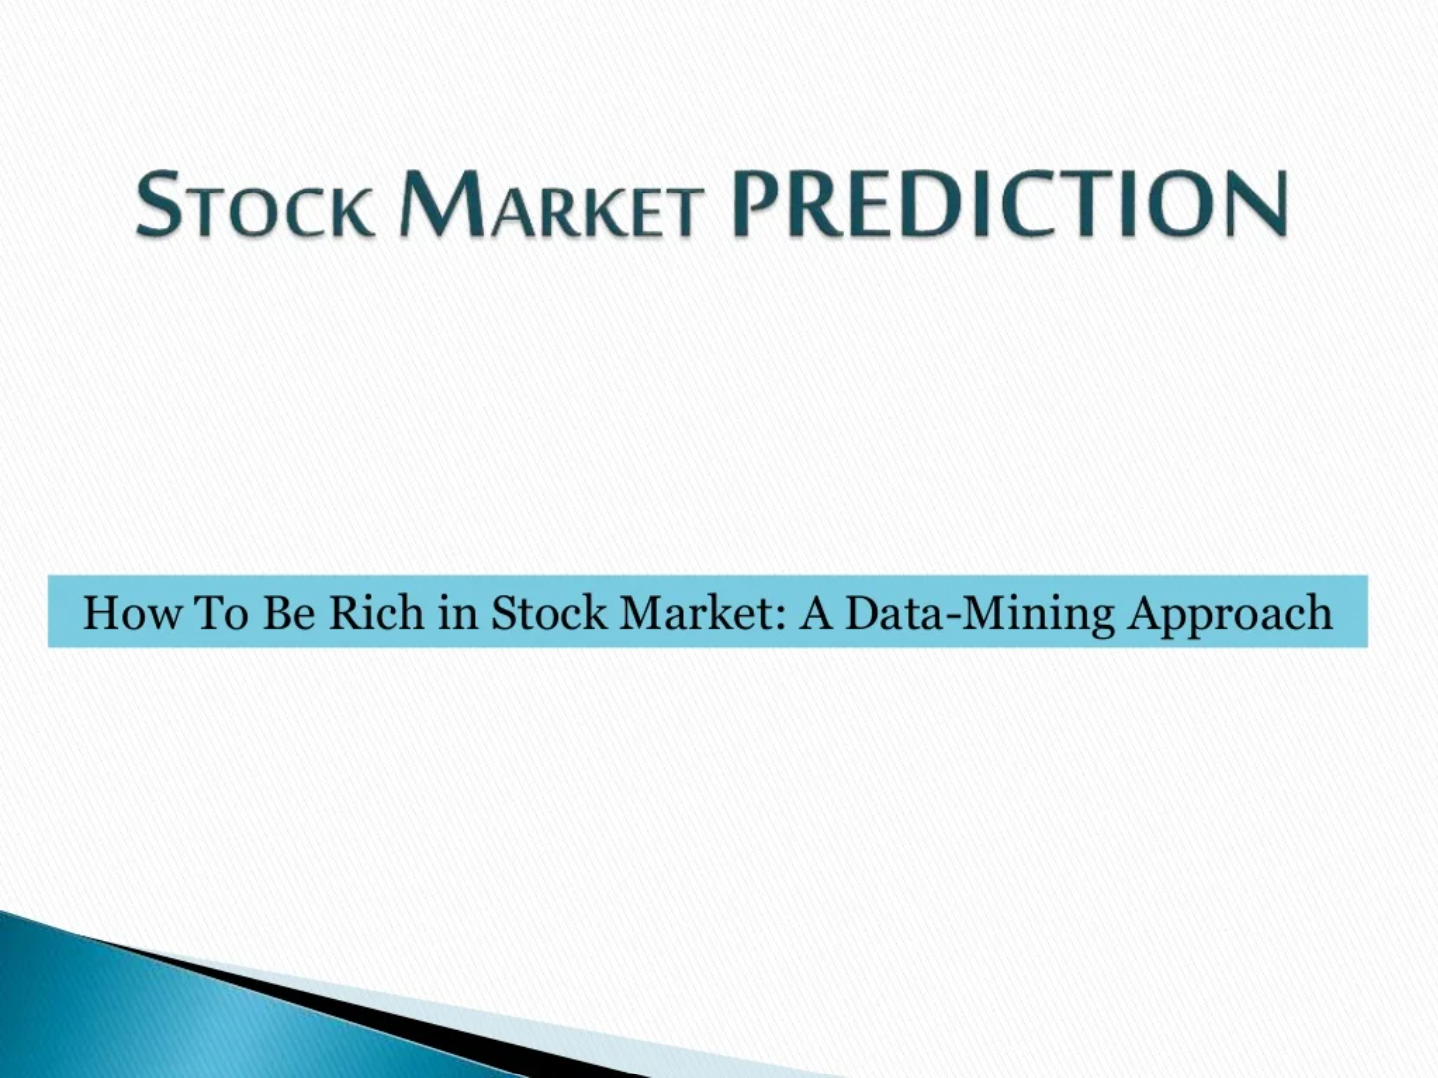 STOCK MARKET PREDICTION
How To Be Rich in Stock Market: A Data-Mining Approach